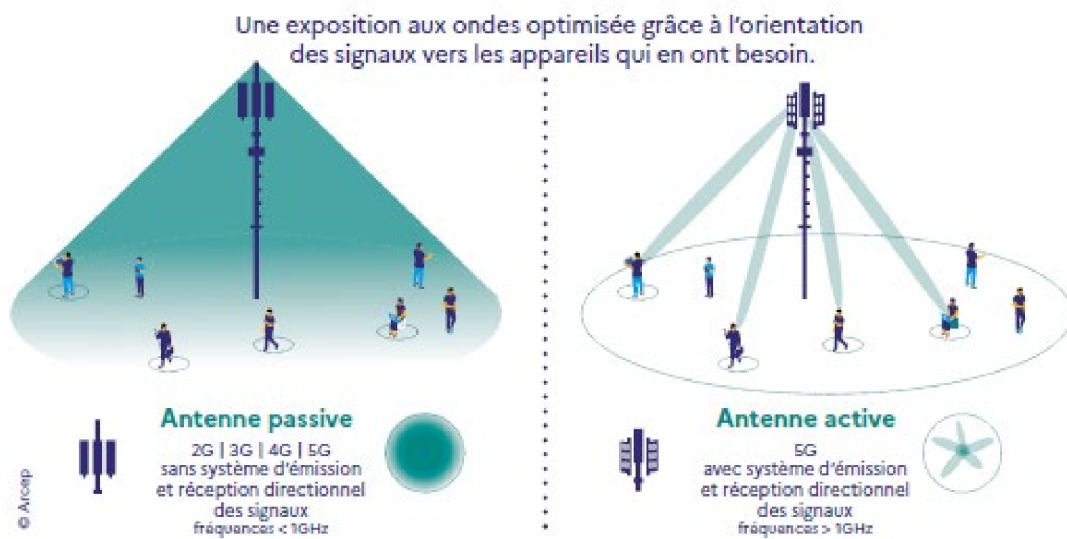 Une exposition aux ondes optimisée grâce à l'orientation
des signaux vers les appareils qui en ont besoin.
Antenne passive
2G | 3G | 4G | 5G
sans système d'émission
et réception directionnel
des signaux
fréquences < 1GHz
Antenne active
5G
avec système d'émission
et réception directionnel
des signaux
fréquences > 1GHz
© Arcep